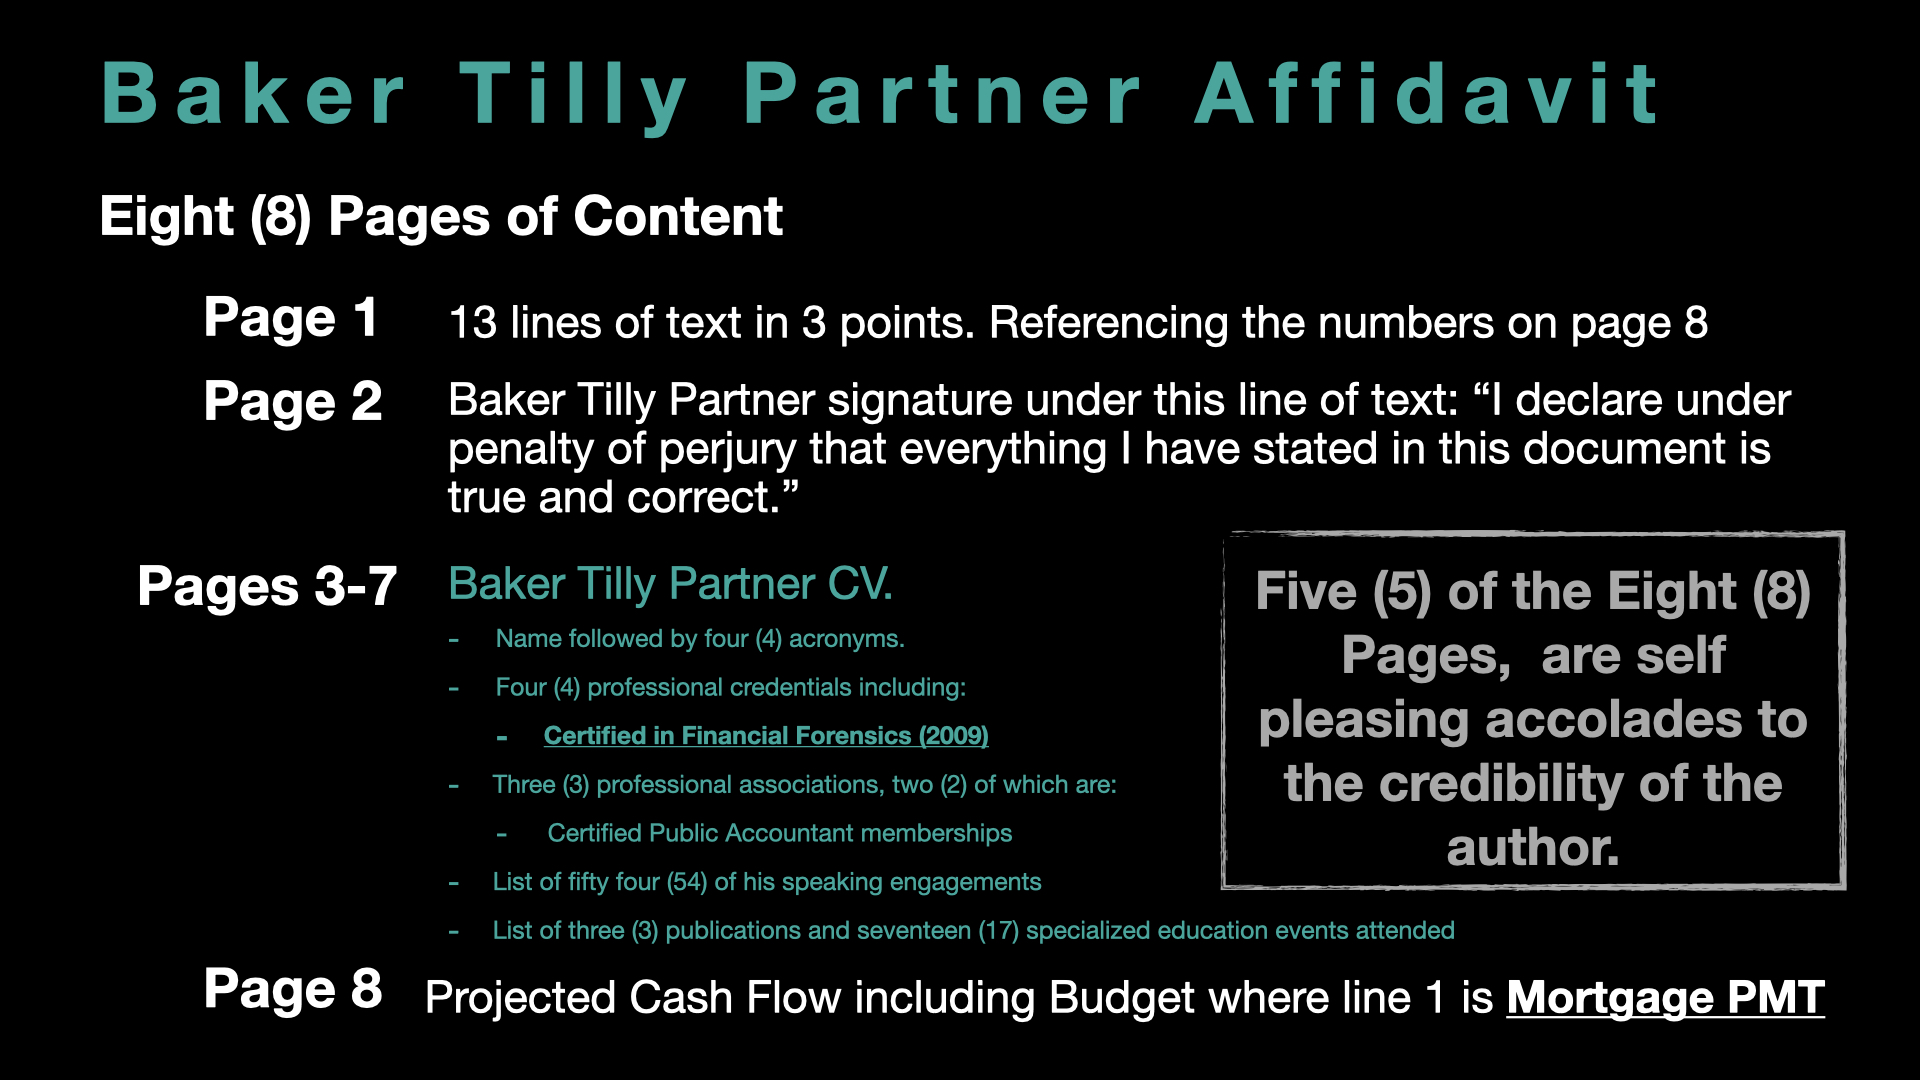 Baker Tilly Partner Affidavit
Eight (8) Pages of Content
Page 1
13 lines of text in 3 points. Referencing the numbers on page 8
Page 2
Baker Tilly Partner signature under this line of text: “I declare under
penalty of perjury that everything I have stated in this document is
true and correct.”
Pages 3-7
Baker Tilly Partner CV.
- Name followed by four (4) acronyms.
- Four (4) professional credentials including:
- Certified in Financial Forensics (2009)
- Three (3) professional associations, two (2) of which are:
- Certified Public Accountant memberships
- List of fifty four (54) of his speaking engagements
- List of three (3) publications and seventeen (17) specialized education events attended
Five (5) of the Eight (8)
Pages,  are self
pleasing accolades to
the credibility of the
author.
Page 8
Projected Cash Flow including Budget where line 1 is Mortgage PMT